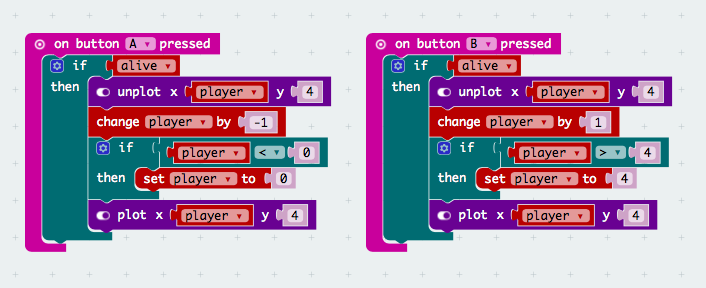 on button A ▾ pressed
if alive ▾
then unplot x player ▾ y 4
change player ▾ by -1
if player ▾ < ▾ 0
then set player ▾ to 0
plot x player ▾ y 4
on button B ▾ pressed
if alive ▾
then unplot x player ▾ y 4
change player ▾ by 1
if player ▾ > ▾ 4
then set player ▾ to 4
plot x player ▾ y 4